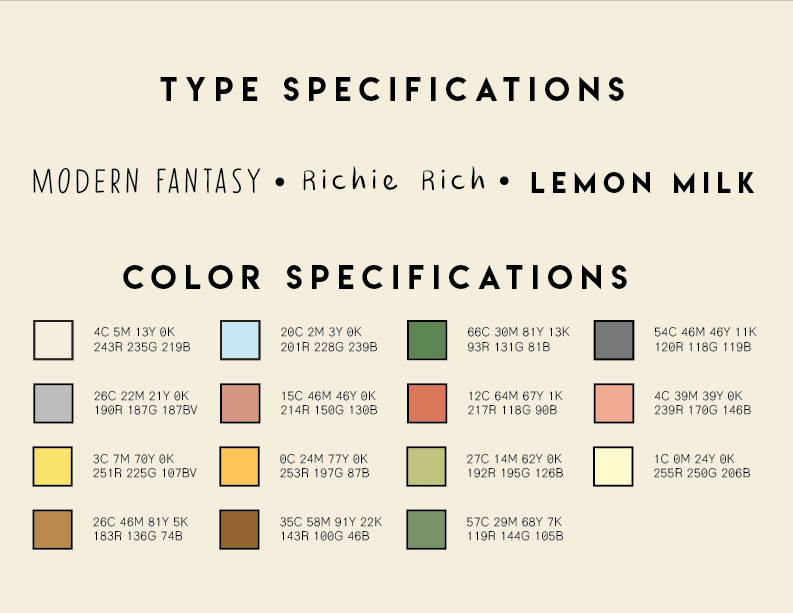 TYPE SPECIFICATIONS
MODERN FANTASY • Richie Rich • LEMON MILK
COLOR SPECIFICATIONS
4C 5M 13Y 0K
243R 235G 219B
20C 2M 3Y 0K
201R 228G 239B
66C 30M 81Y 13K
93R 131G 81B
54C 46M 46Y 11K
120R 118G 119B
26C 22M 21Y 0K
190R 187G 187BV
15C 46M 46Y 0K
214R 150G 130B
12C 64M 67Y 1K
217R 118G 90B
4C 39M 39Y 0K
239R 170G 146B
3C 7M 70Y 0K
251R 225G 107BV
0C 24M 77Y 0K
253R 197G 87B
27C 14M 62Y 0K
192R 195G 126B
1C 0M 24Y 0K
255R 250G 206B
26C 46M 81Y 5K
183R 136G 74B
35C 58M 91Y 22K
143R 100G 46B
57C 29M 68Y 7K
119R 144G 105B